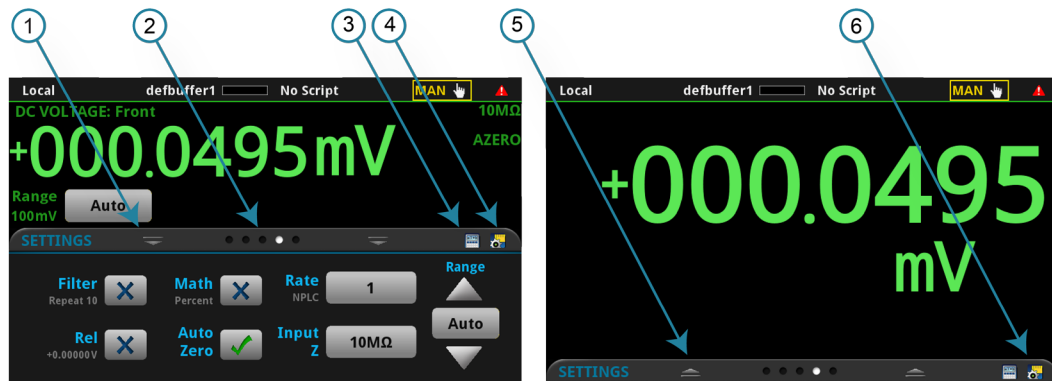 1 2 3 4 5 6
Local defbuffer1 No Script MAN
DC VOLTAGE: Front 10MΩ
+000.0495 mV
AZERO
Range
100mV Auto
SETTINGS
Filter
Repeat 10
Math
Percent
Rate
NPLC
1
Range
Rel
+0.00000V
Auto
Zero
Input
Z
10MΩ
Auto
Local defbuffer1 No Script MAN
+000.0495
mV
SETTINGS